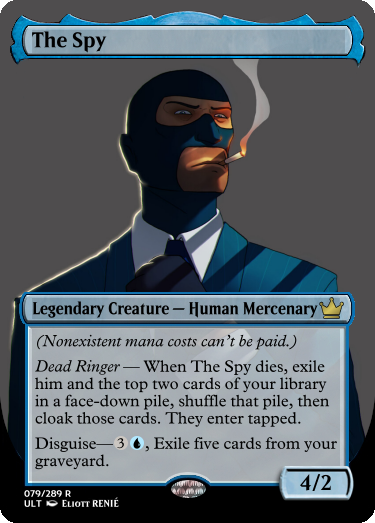 The Spy
Legendary Creature — Human Mercenary
(Nonexistent mana costs can't be paid.)
Dead Ringer — When The Spy dies, exile
him and the top two cards of your library
in a face-down pile, shuffle that pile, then
cloak those cards. They enter tapped.
Disguise—3, Exile five cards from your
graveyard.
4/2
079/289 R
ULT Eliott RENIÉ